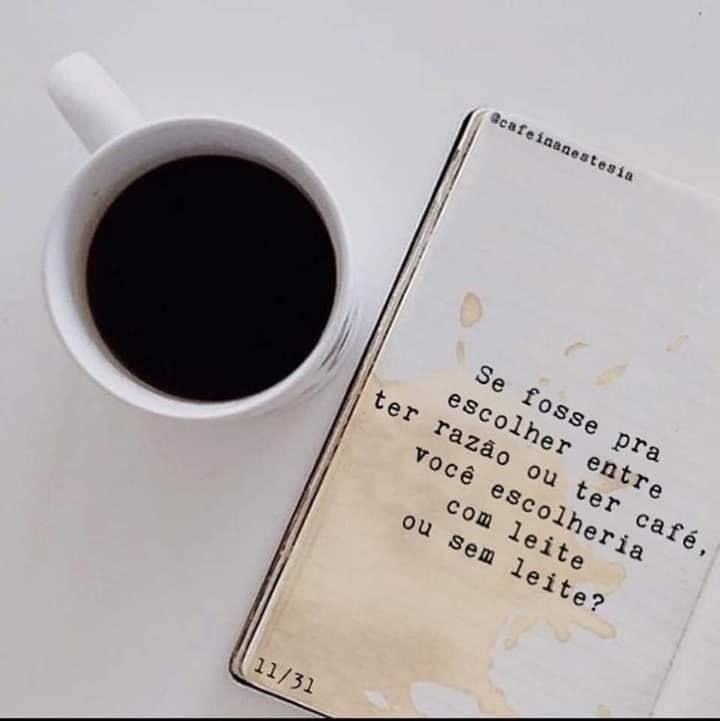 @cafeinanestesia
Se fosse pra
escolher entre
ter razão ou ter café,
você escolheria
com leite
ou sem leite?
11/31